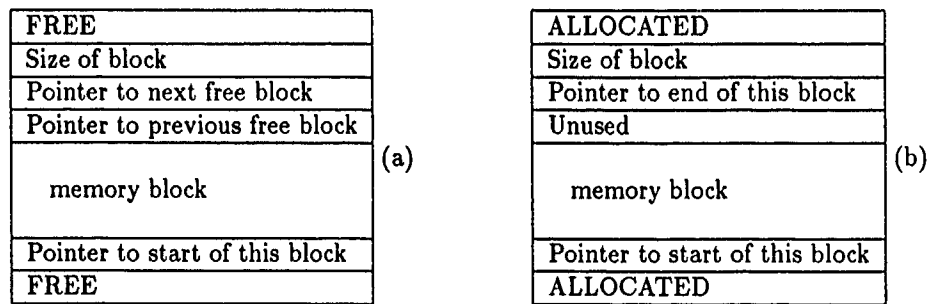 FREE
Size of block
Pointer to next free block
Pointer to previous free block
memory block
Pointer to start of this block
FREE
(a)
ALLOCATED
Size of block
Pointer to end of this block
Unused
memory block
Pointer to start of this block
ALLOCATED
(b)